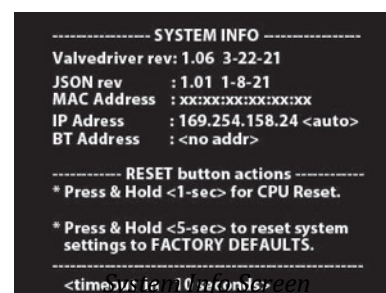 ---------------- SYSTEM INFO ----------------
Valvedriver rev: 1.06 3-22-21
JSON rev : 1.01 1-8-21
MAC Address : xx:xx:xx:xx:xx:xx
IP Adress : 169.254.158.24 <auto>
BT Address : <no addr>
------------ RESET button actions ------------
* Press & Hold <1-sec> for CPU Reset.
* Press & Hold <5-sec> to reset system
settings to FACTORY DEFAULTS.
----------------------------------------------------
<timeout in 10 seconds>
System Info Screen